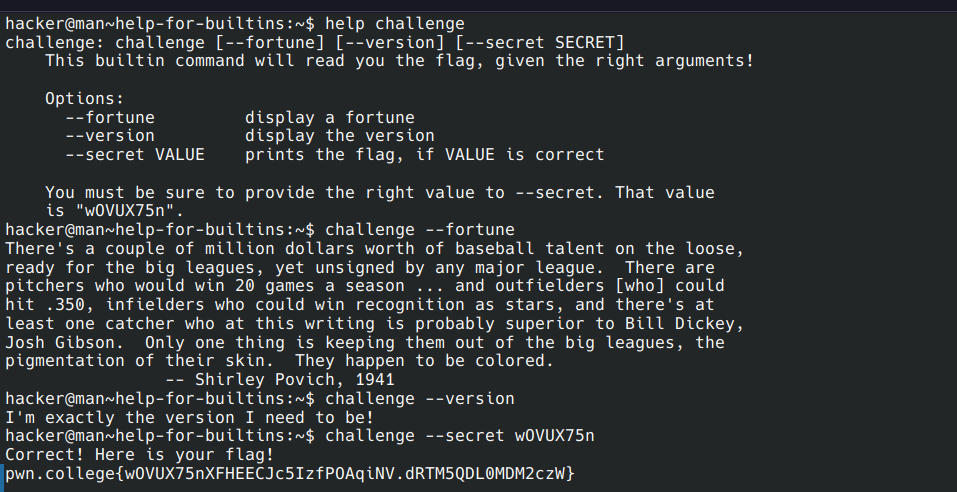 hacker@man~help-for-builtins:~$ help challenge
challenge: challenge [--fortune] [--version] [--secret SECRET]
    This builtin command will read you the flag, given the right arguments!

    Options:
      --fortune         display a fortune
      --version         display the version
      --secret VALUE    prints the flag, if VALUE is correct

    You must be sure to provide the right value to --secret. That value
    is "wOVUX75n".
hacker@man~help-for-builtins:~$ challenge --fortune
There's a couple of million dollars worth of baseball talent on the loose,
ready for the big leagues, yet unsigned by any major league.  There are
pitchers who would win 20 games a season ... and outfielders [who] could
hit .350, infielders who could win recognition as stars, and there's at
least one catcher who at this writing is probably superior to Bill Dickey,
Josh Gibson.  Only one thing is keeping them out of the big leagues, the
pigmentation of their skin.  They happen to be colored.
                -- Shirley Povich, 1941
hacker@man~help-for-builtins:~$ challenge --version
I'm exactly the version I need to be!
hacker@man~help-for-builtins:~$ challenge --secret wOVUX75n
Correct! Here is your flag!
pwn.college{wOVUX75nXFHEECJc5IzfPOAqiNV.dRTM5QDL0MDM2czW}